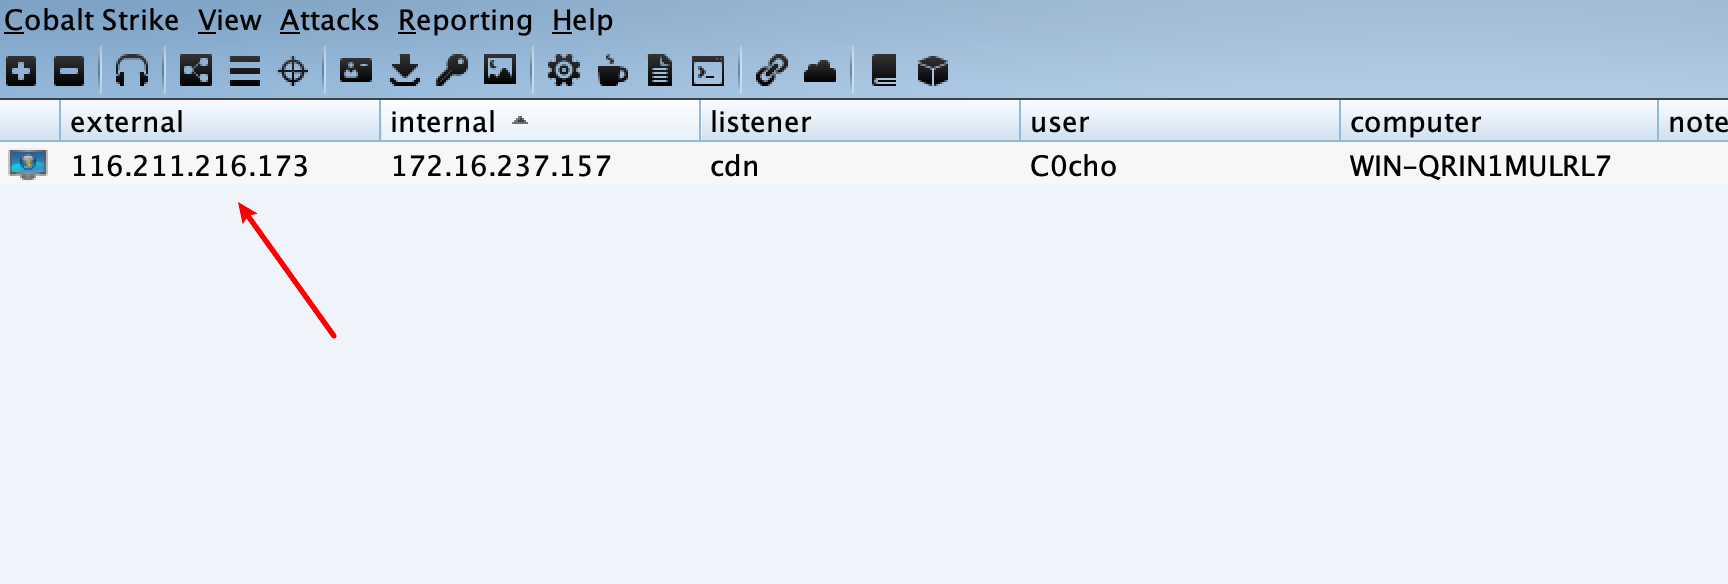 Cobalt Strike View Attacks Reporting Help
external internal listener user computer note
116.211.216.173 172.16.237.157 cdn C0cho WIN-QRIN1MULRL7